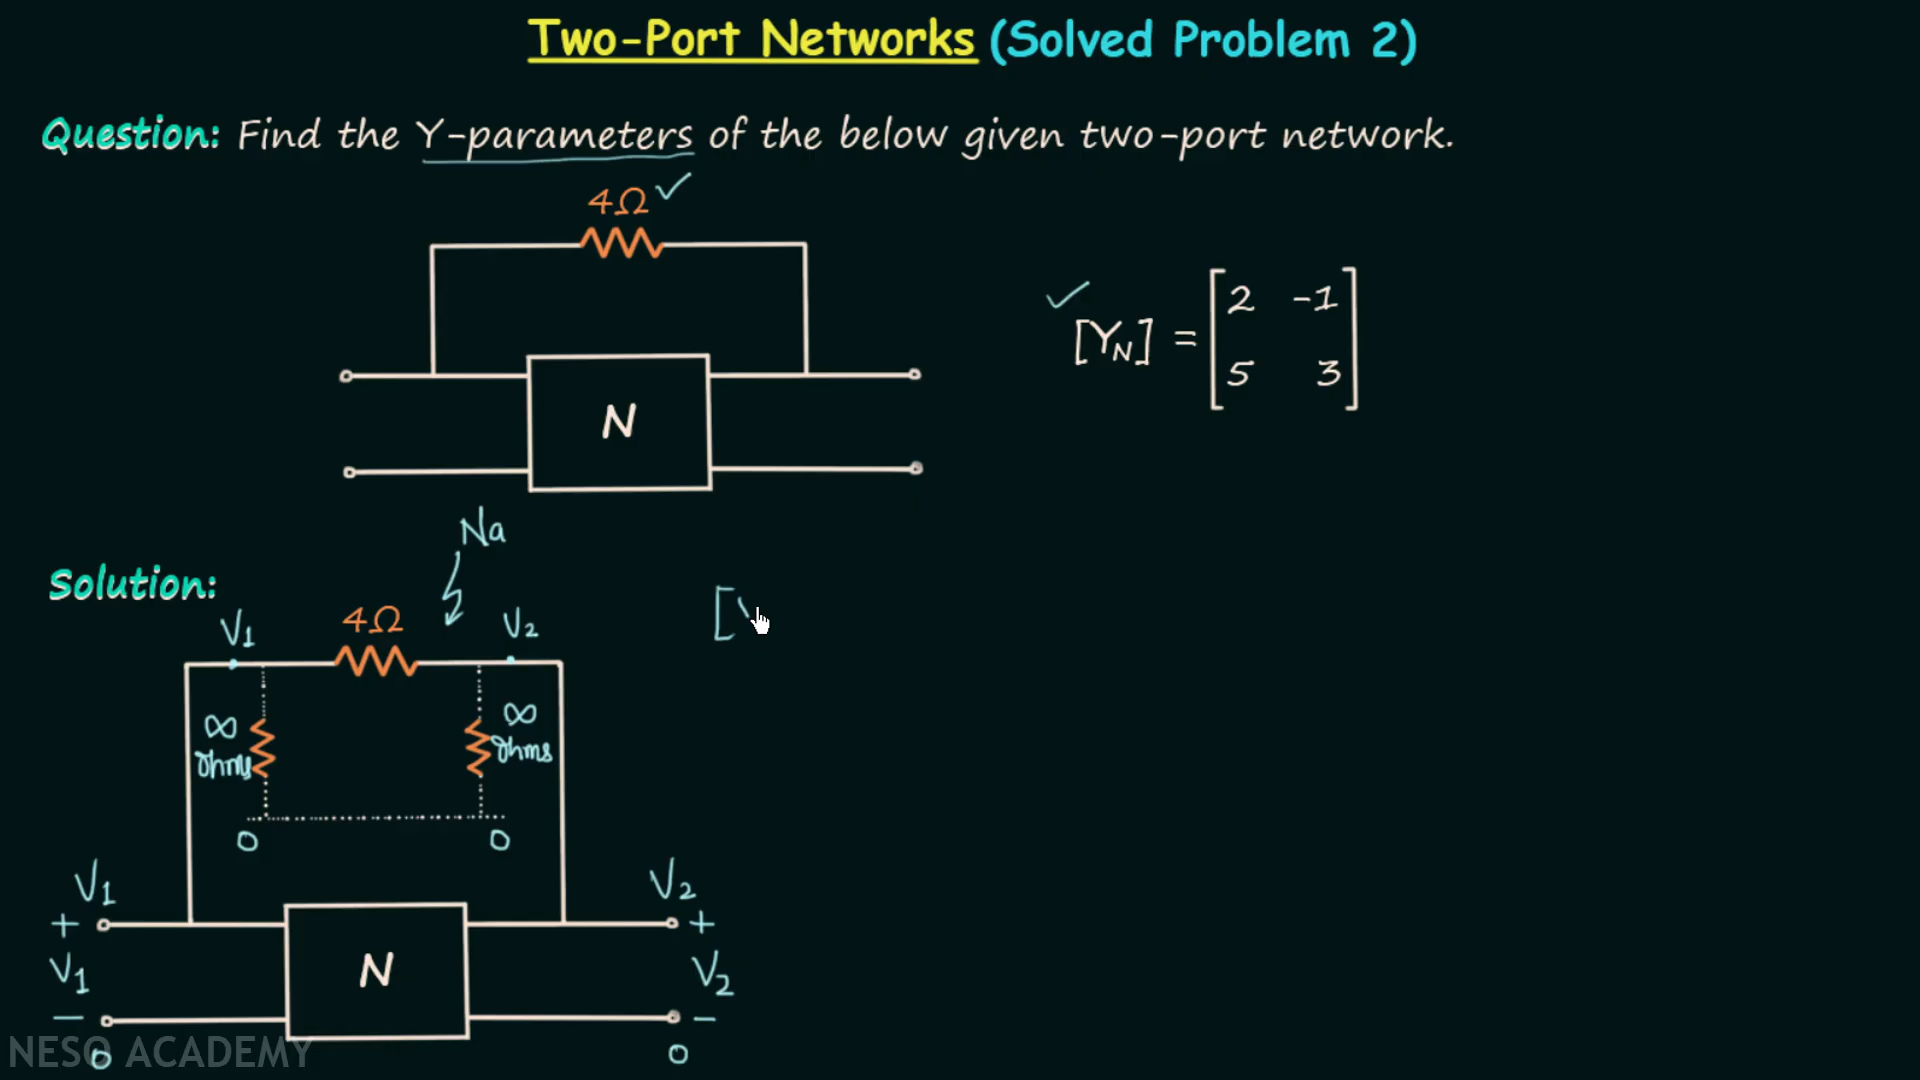 Two-Port Networks (Solved Problem 2)
Question: Find the Y-parameters of the below given two-port network.
4Ω ✓
✓ [Y_N] = [2 -1
5 3]
N
Na
Solution:
V₁ 4Ω V₂
[
∞ ohms ∞ ohms
0 0
V₁ V₂
+ +
V₁ N V₂
− −
0 0
NESO ACADEMY